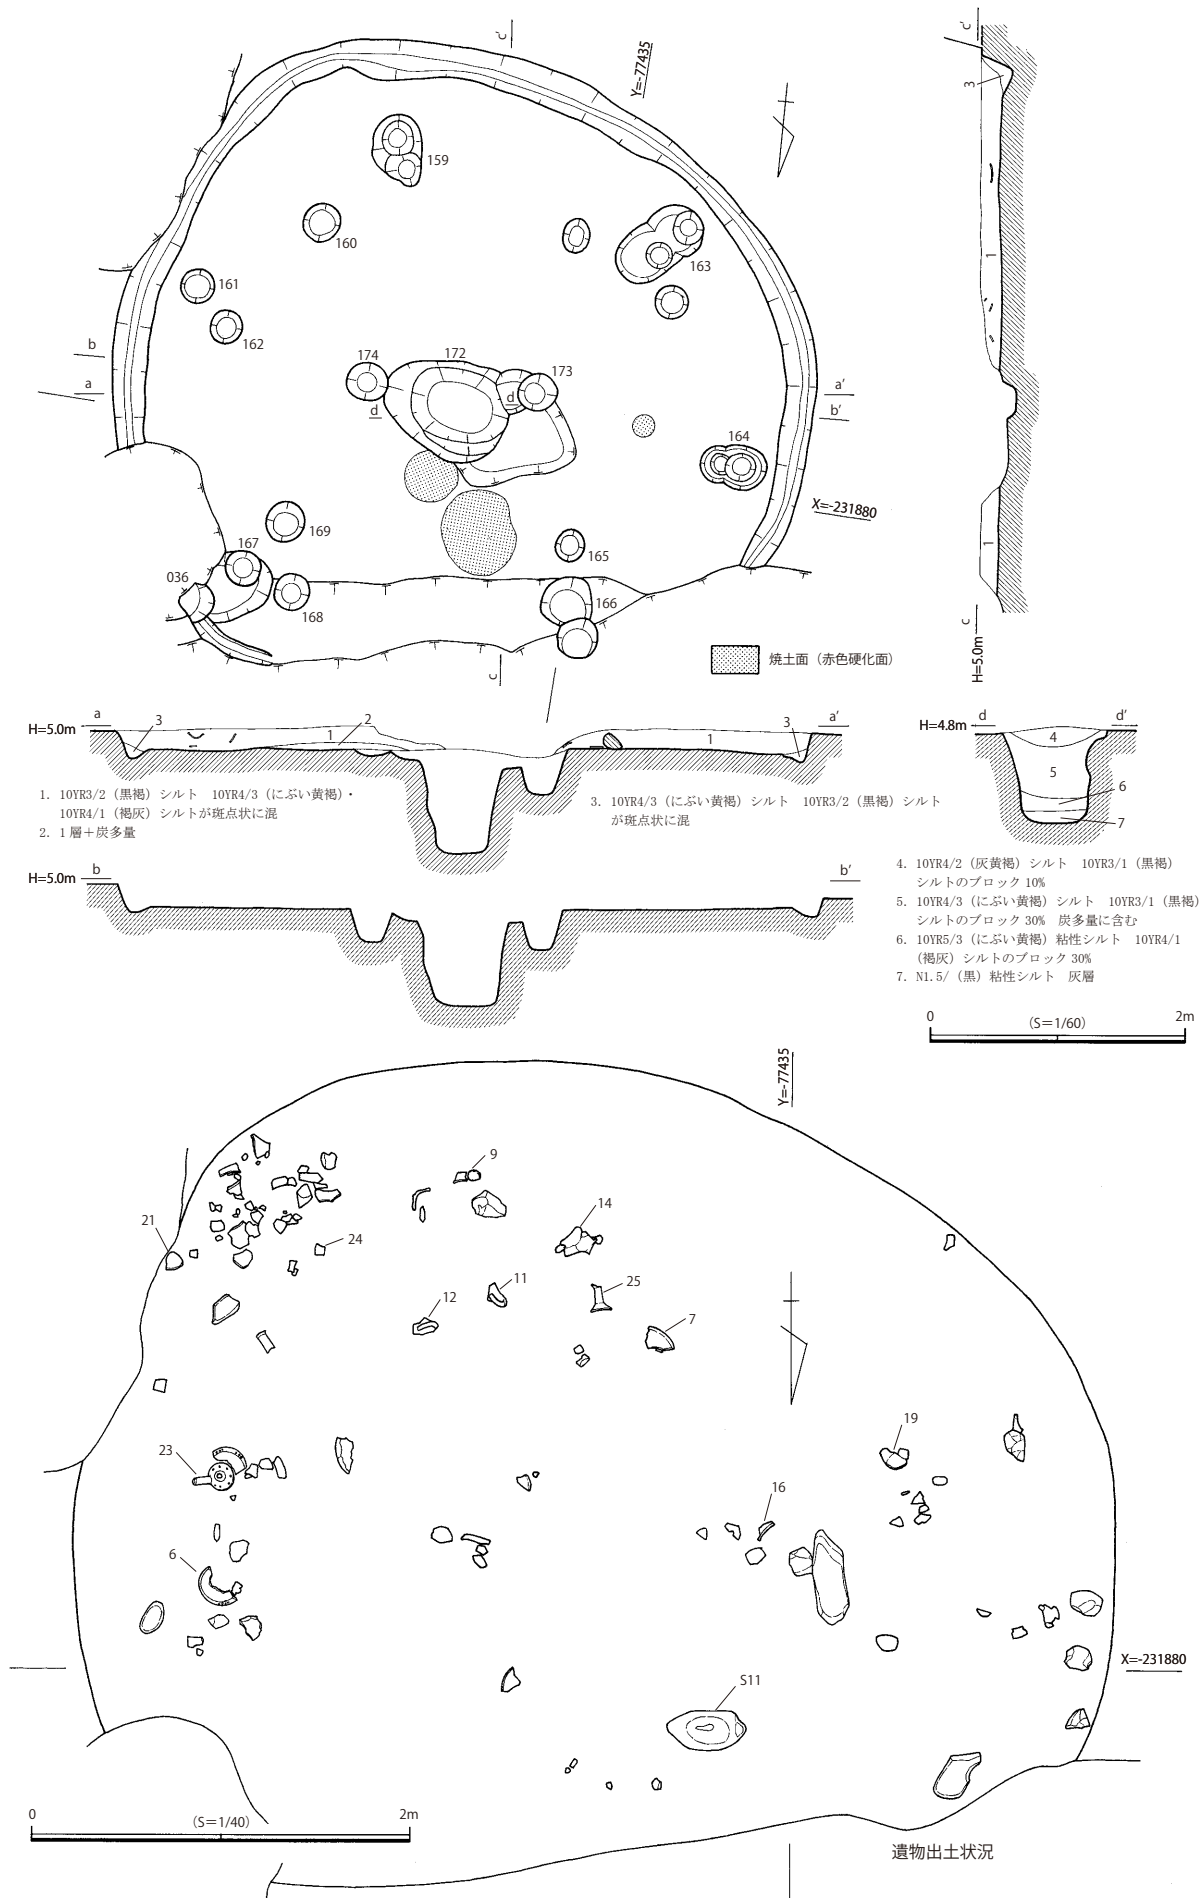 c'
Y=-77435
c'
3
159
160
163
161
162
b
174
172
173
a
a'
d
d
b'
1
164
X=-231880
169
167
165
036
168
166
1
c
c
H=5.0m
焼土面（赤色硬化面）
a
a'
d
d'
H=5.0m
3
2
1
3
1
H=4.8m
4
5
6
7
1．10YR3/2（黒褐）シルト　10YR4/3（にぶい黄褐）・
10YR4/1（褐灰）シルトが斑点状に混
2．1層＋炭多量
3．10YR4/3（にぶい黄褐）シルト　10YR3/2（黒褐）シルト
が斑点状に混
b
b'
H=5.0m
4．10YR4/2（灰黄褐）シルト　10YR3/1（黒褐）
シルトのブロック10%
5．10YR4/3（にぶい黄褐）シルト　10YR3/1（黒褐）
シルトのブロック30%　炭多量に含む
6．10YR5/3（にぶい黄褐）粘性シルト　10YR4/1
（褐灰）シルトのブロック30%
7．N1.5/（黒）粘性シルト　灰層
0
（S＝1/60）
2m
Y=-77435
9
14
21
24
11
25
12
7
19
23
16
6
X=-231880
S11
0
（S＝1/40）
2m
遺物出土状況